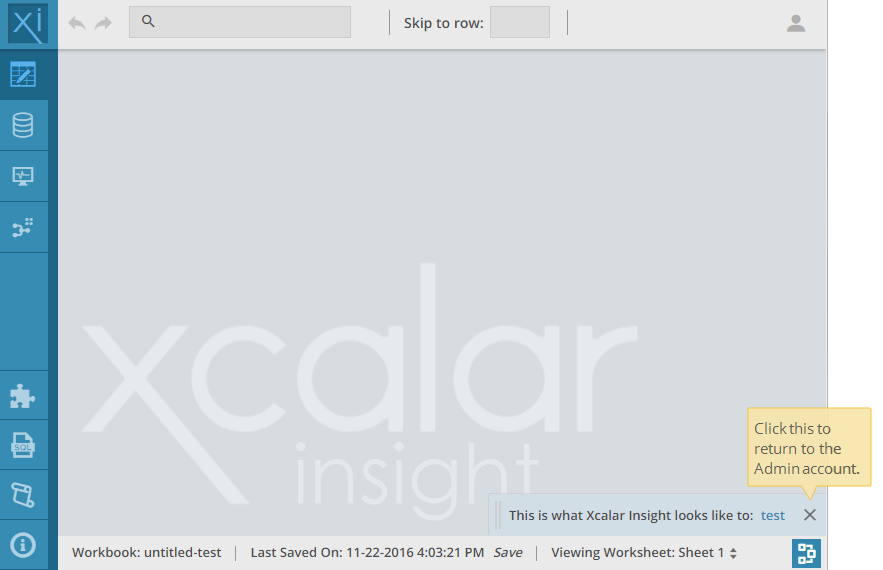 xi
Skip to row:
xcalar
insight
SQL
Click this to
return to the
Admin account.
This is what Xcalar Insight looks like to: test
Workbook: untitled-test Last Saved On: 11-22-2016 4:03:21 PM Save Viewing Worksheet: Sheet 1